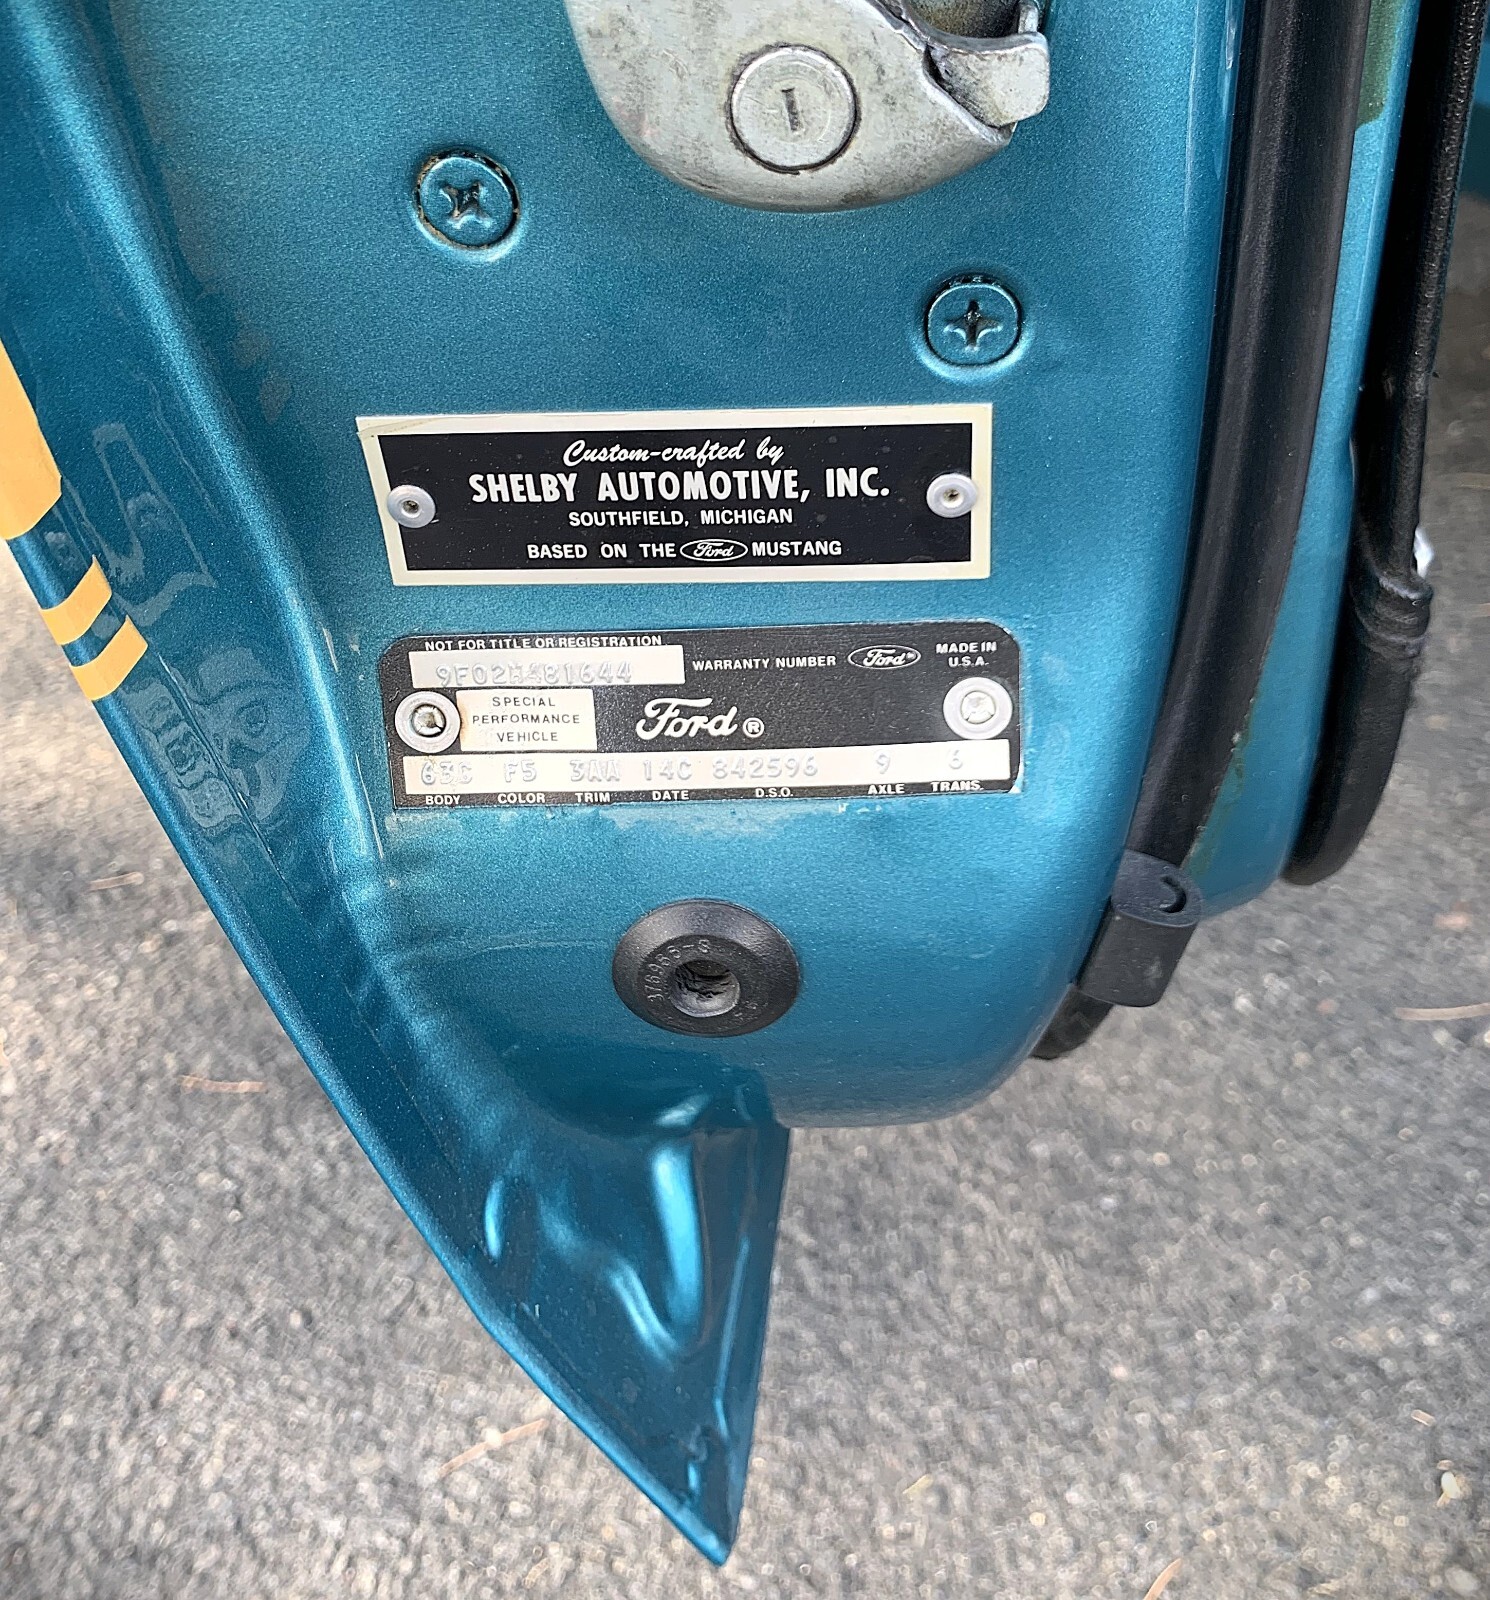 Custom-crafted by
SHELBY AUTOMOTIVE, INC.
SOUTHFIELD, MICHIGAN
BASED ON THE Ford MUSTANG
NOT FOR TITLE OR REGISTRATION
9F02M481644 WARRANTY NUMBER Ford MADE IN
U.S.A.
SPECIAL
PERFORMANCE
VEHICLE
Ford ®
63C F5 3AA 14C 842596 9 6
BODY COLOR TRIM DATE D.S.O. AXLE TRANS.